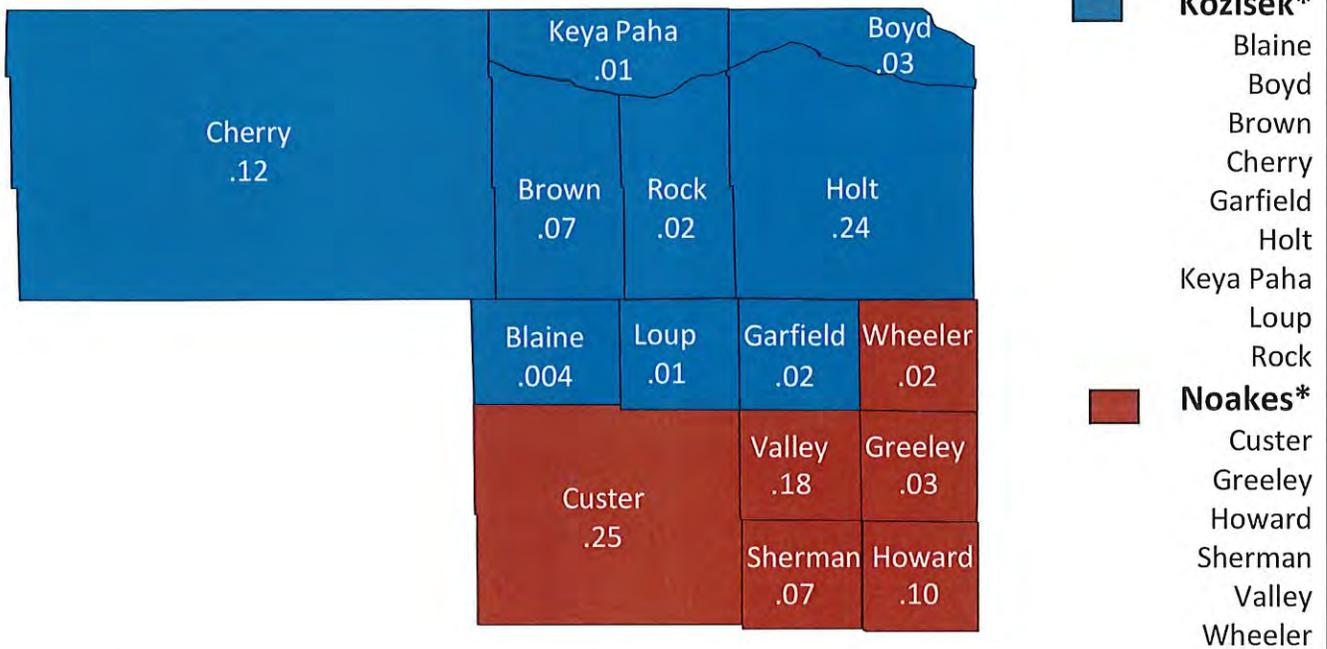 Keya Paha
.01
Boyd
.03
Cherry
.12
Brown
.07
Rock
.02
Holt
.24
Blaine
.004
Loup
.01
Garfield
.02
Wheeler
.02
Custer
.25
Valley
.18
Greeley
.03
Sherman
.07
Howard
.10
Kozisek*
Blaine
Boyd
Brown
Cherry
Garfield
Holt
Keya Paha
Loup
Rock
Noakes*
Custer
Greeley
Howard
Sherman
Valley
Wheeler